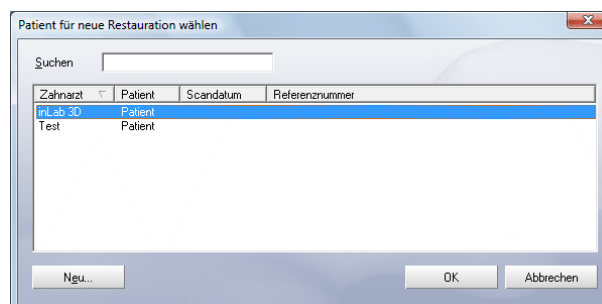 Patient für neue Restauration wählen
Suchen
Zahnarzt Patient Scandatum Referenznummer
inLab 3D Patient
Test Patient
Neu... OK Abbrechen